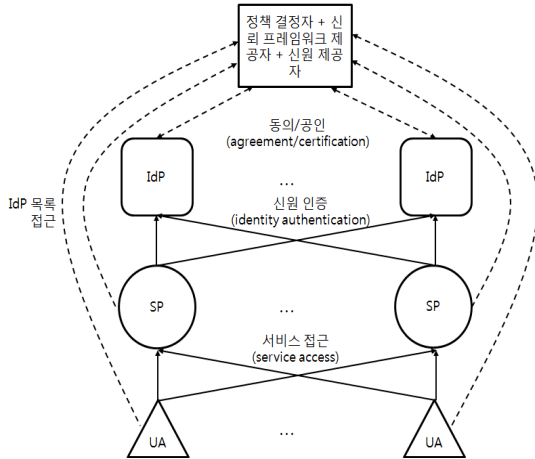 정책 결정자 + 신
뢰 프레임워크 제
공자 + 신원 제공
자
동의/공인
(agreement/certification)
IdP
...
IdP
IdP 목록
접근
신원 인증
(identity authentication)
SP
...
SP
서비스 접근
(service access)
UA
...
UA